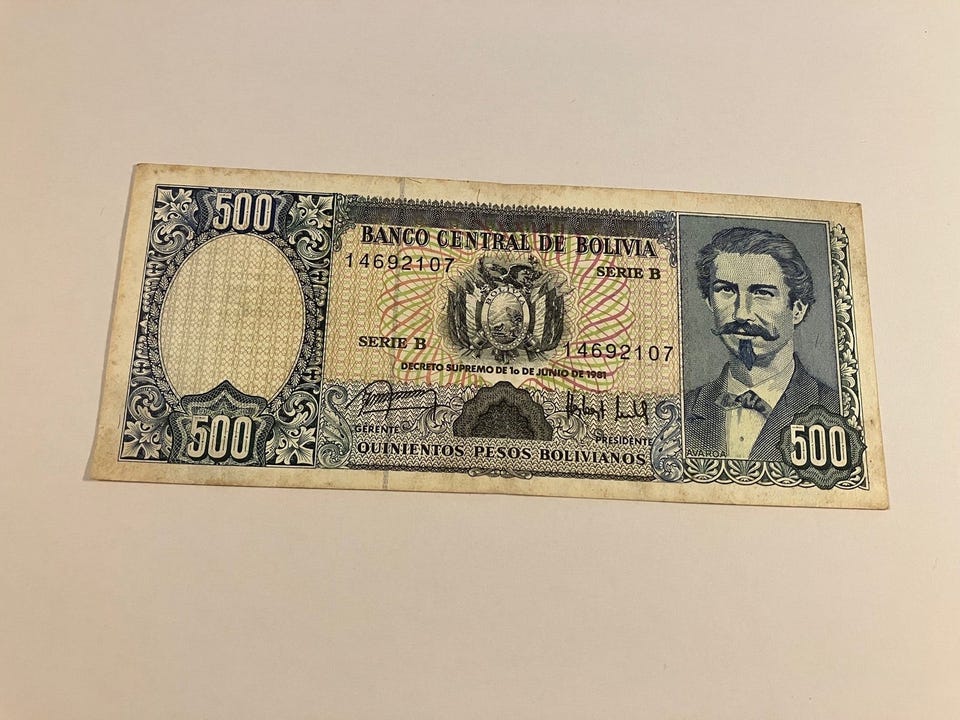 500
BANCO CENTRAL DE BOLIVIA
14692107
SERIE B
BOLIVIA
SERIE B
14692107
DECRETO SUPREMO DE 1o DE JUNIO DE 1981
GERENTE
PRESIDENTE
500
QUINIENTOS PESOS BOLIVIANOS
AVAROA
500